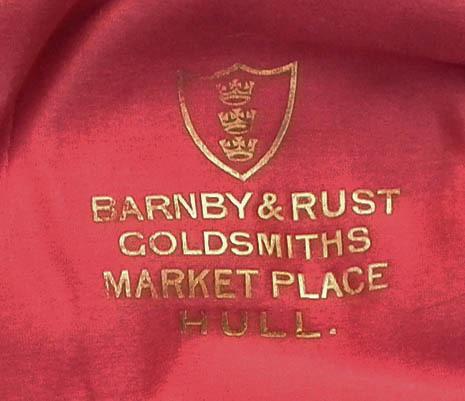 BARNBY & RUST
GOLDSMITHS
MARKET PLACE
HULL.